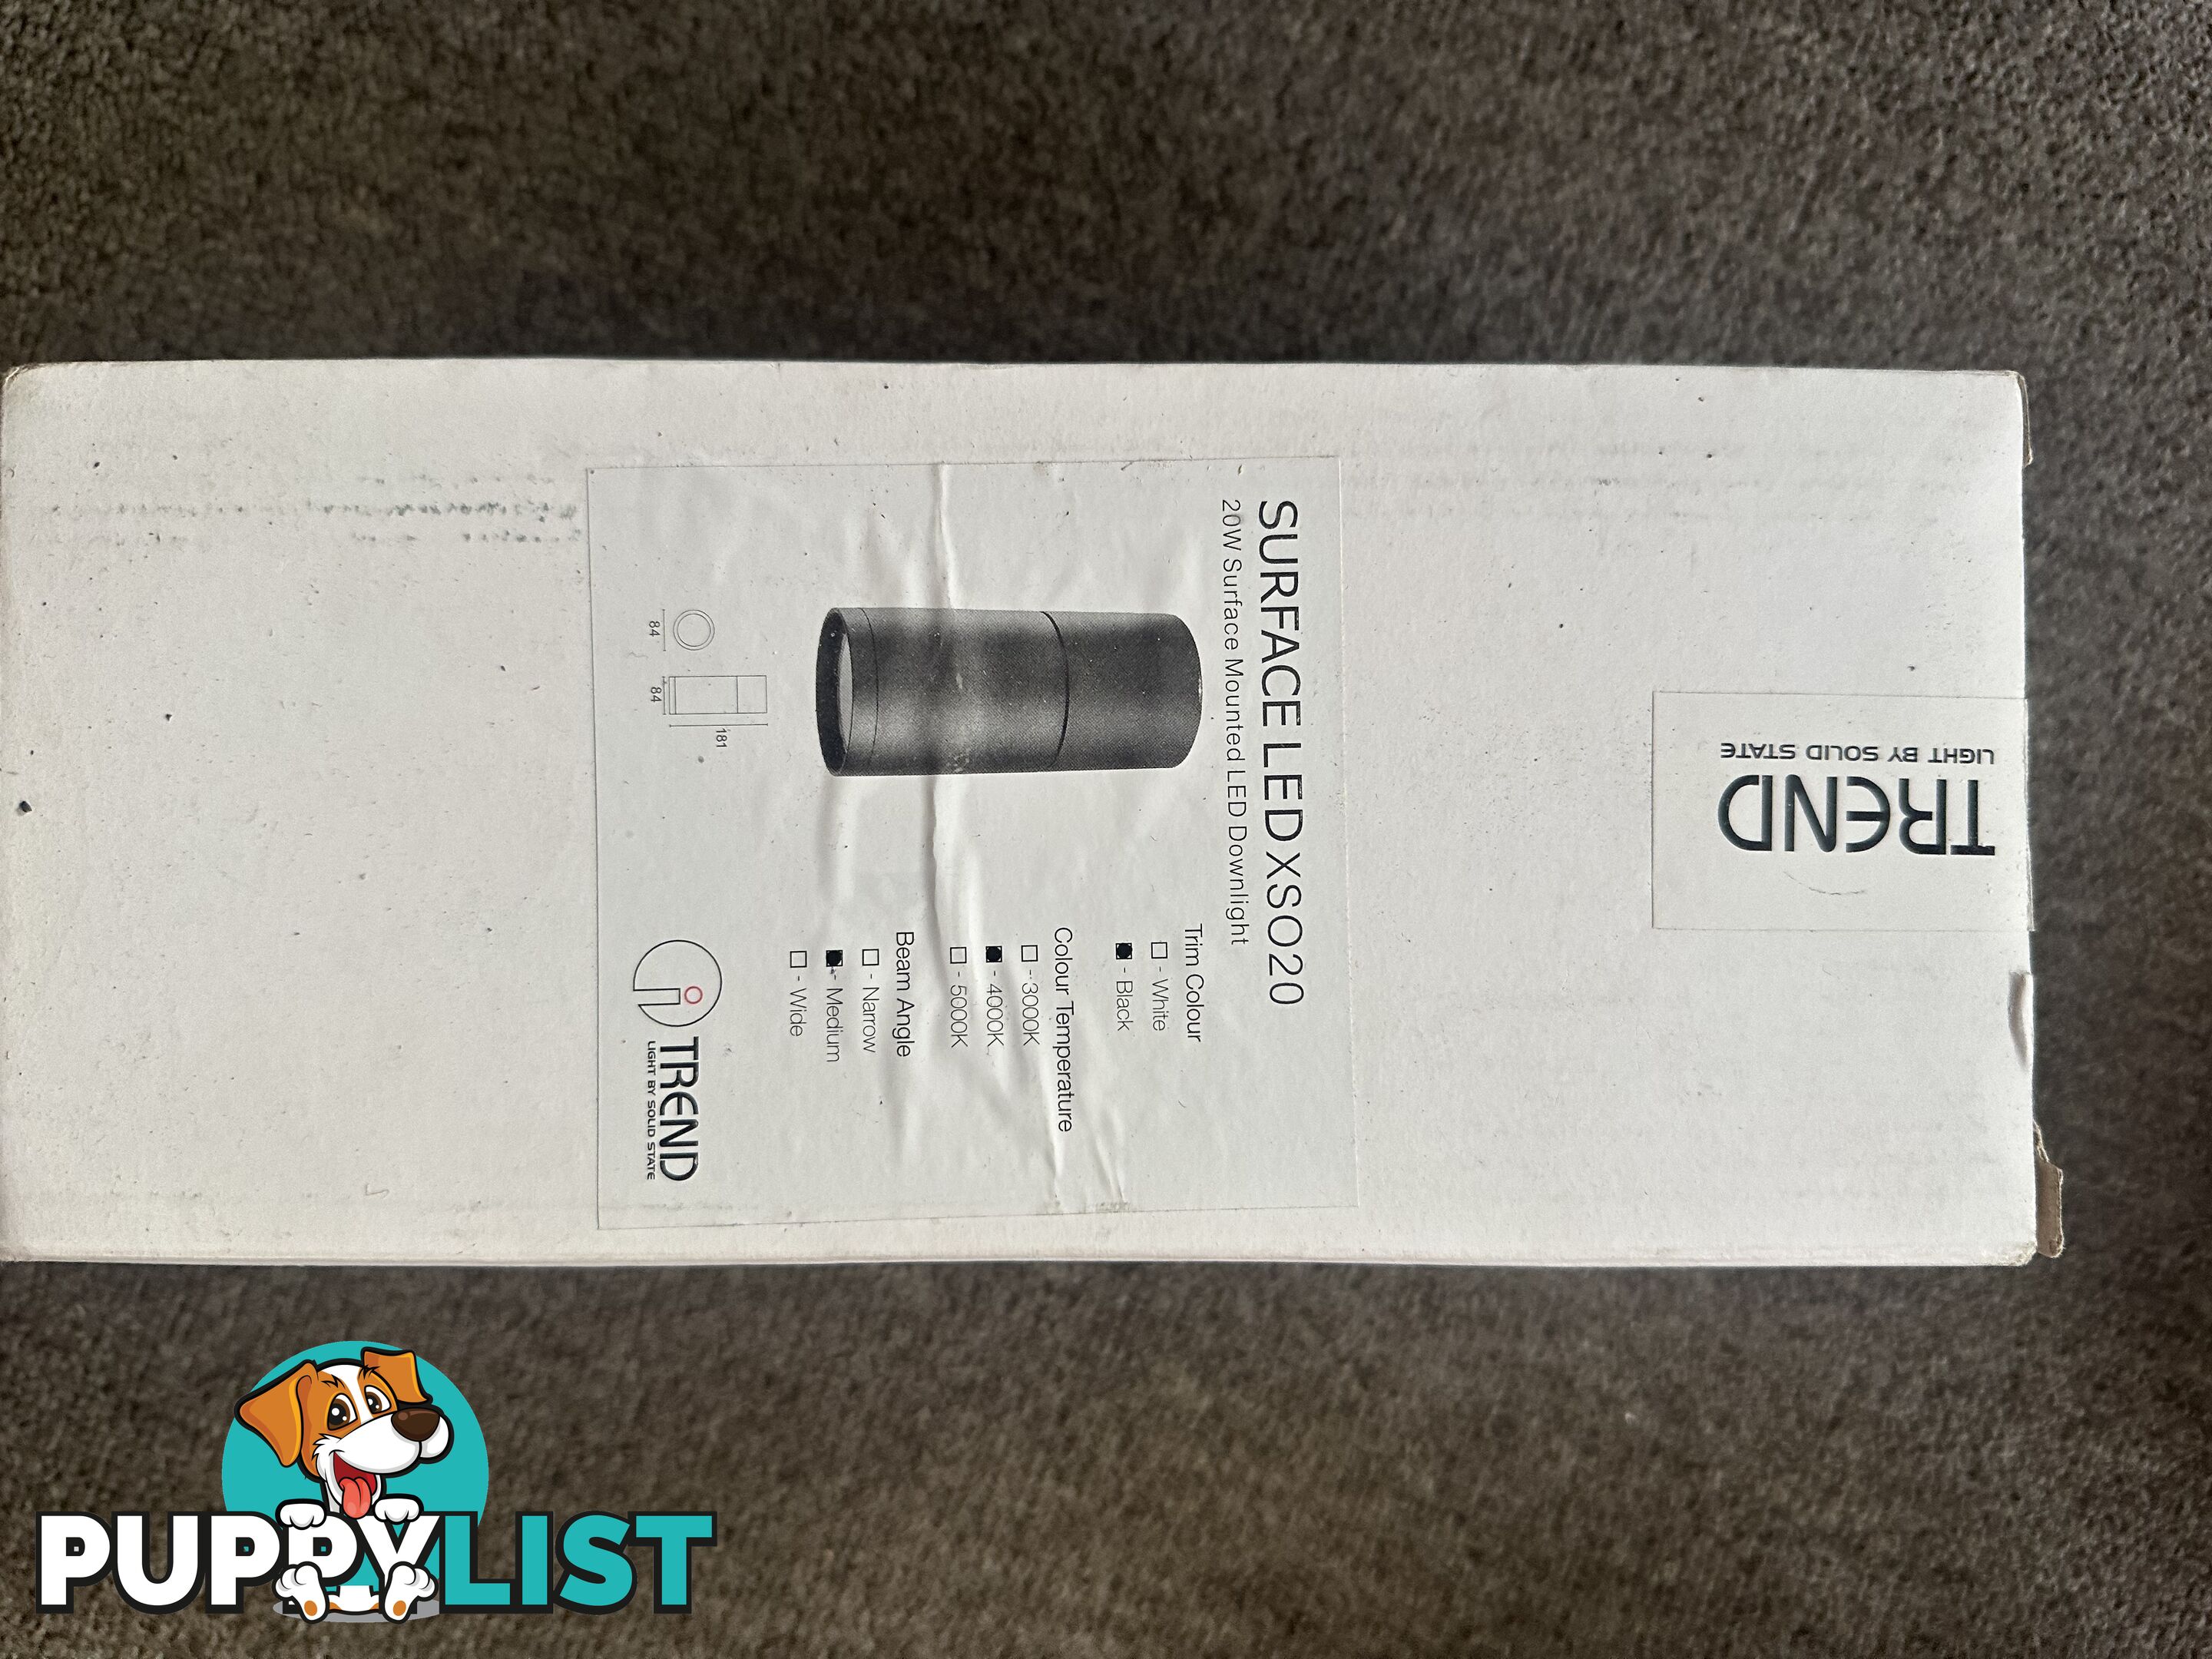 SURFACE LED XSO20
20W Surface Mounted LED Downlight
Trim Colour
- White
- Black
Colour Temperature
- 3000K
- 4000K
- 5000K
Beam Angle
- Narrow
- Medium
- Wide
84
84
181
TREND
LIGHT BY SOLID STATE
TREND
LIGHT BY SOLID STATE
PUPPYLIST